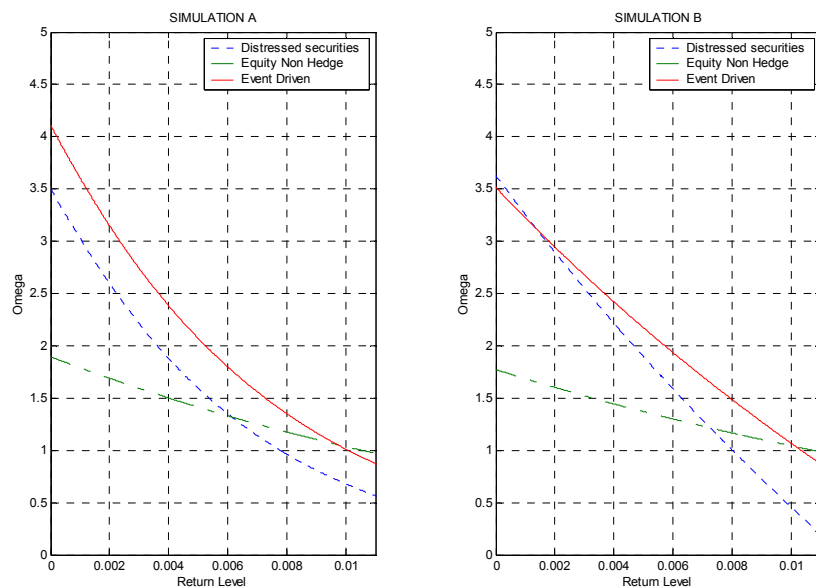 SIMULATION A
Distressed securities
Equity Non Hedge
Event Driven
5
4.5
4
3.5
3
2.5
2
1.5
1
0.5
0
Omega
0 0.002 0.004 0.006 0.008 0.01
Return Level
SIMULATION B
Distressed securities
Equity Non Hedge
Event Driven
5
4.5
4
3.5
3
2.5
2
1.5
1
0.5
0
Omega
0 0.002 0.004 0.006 0.008 0.01
Return Level